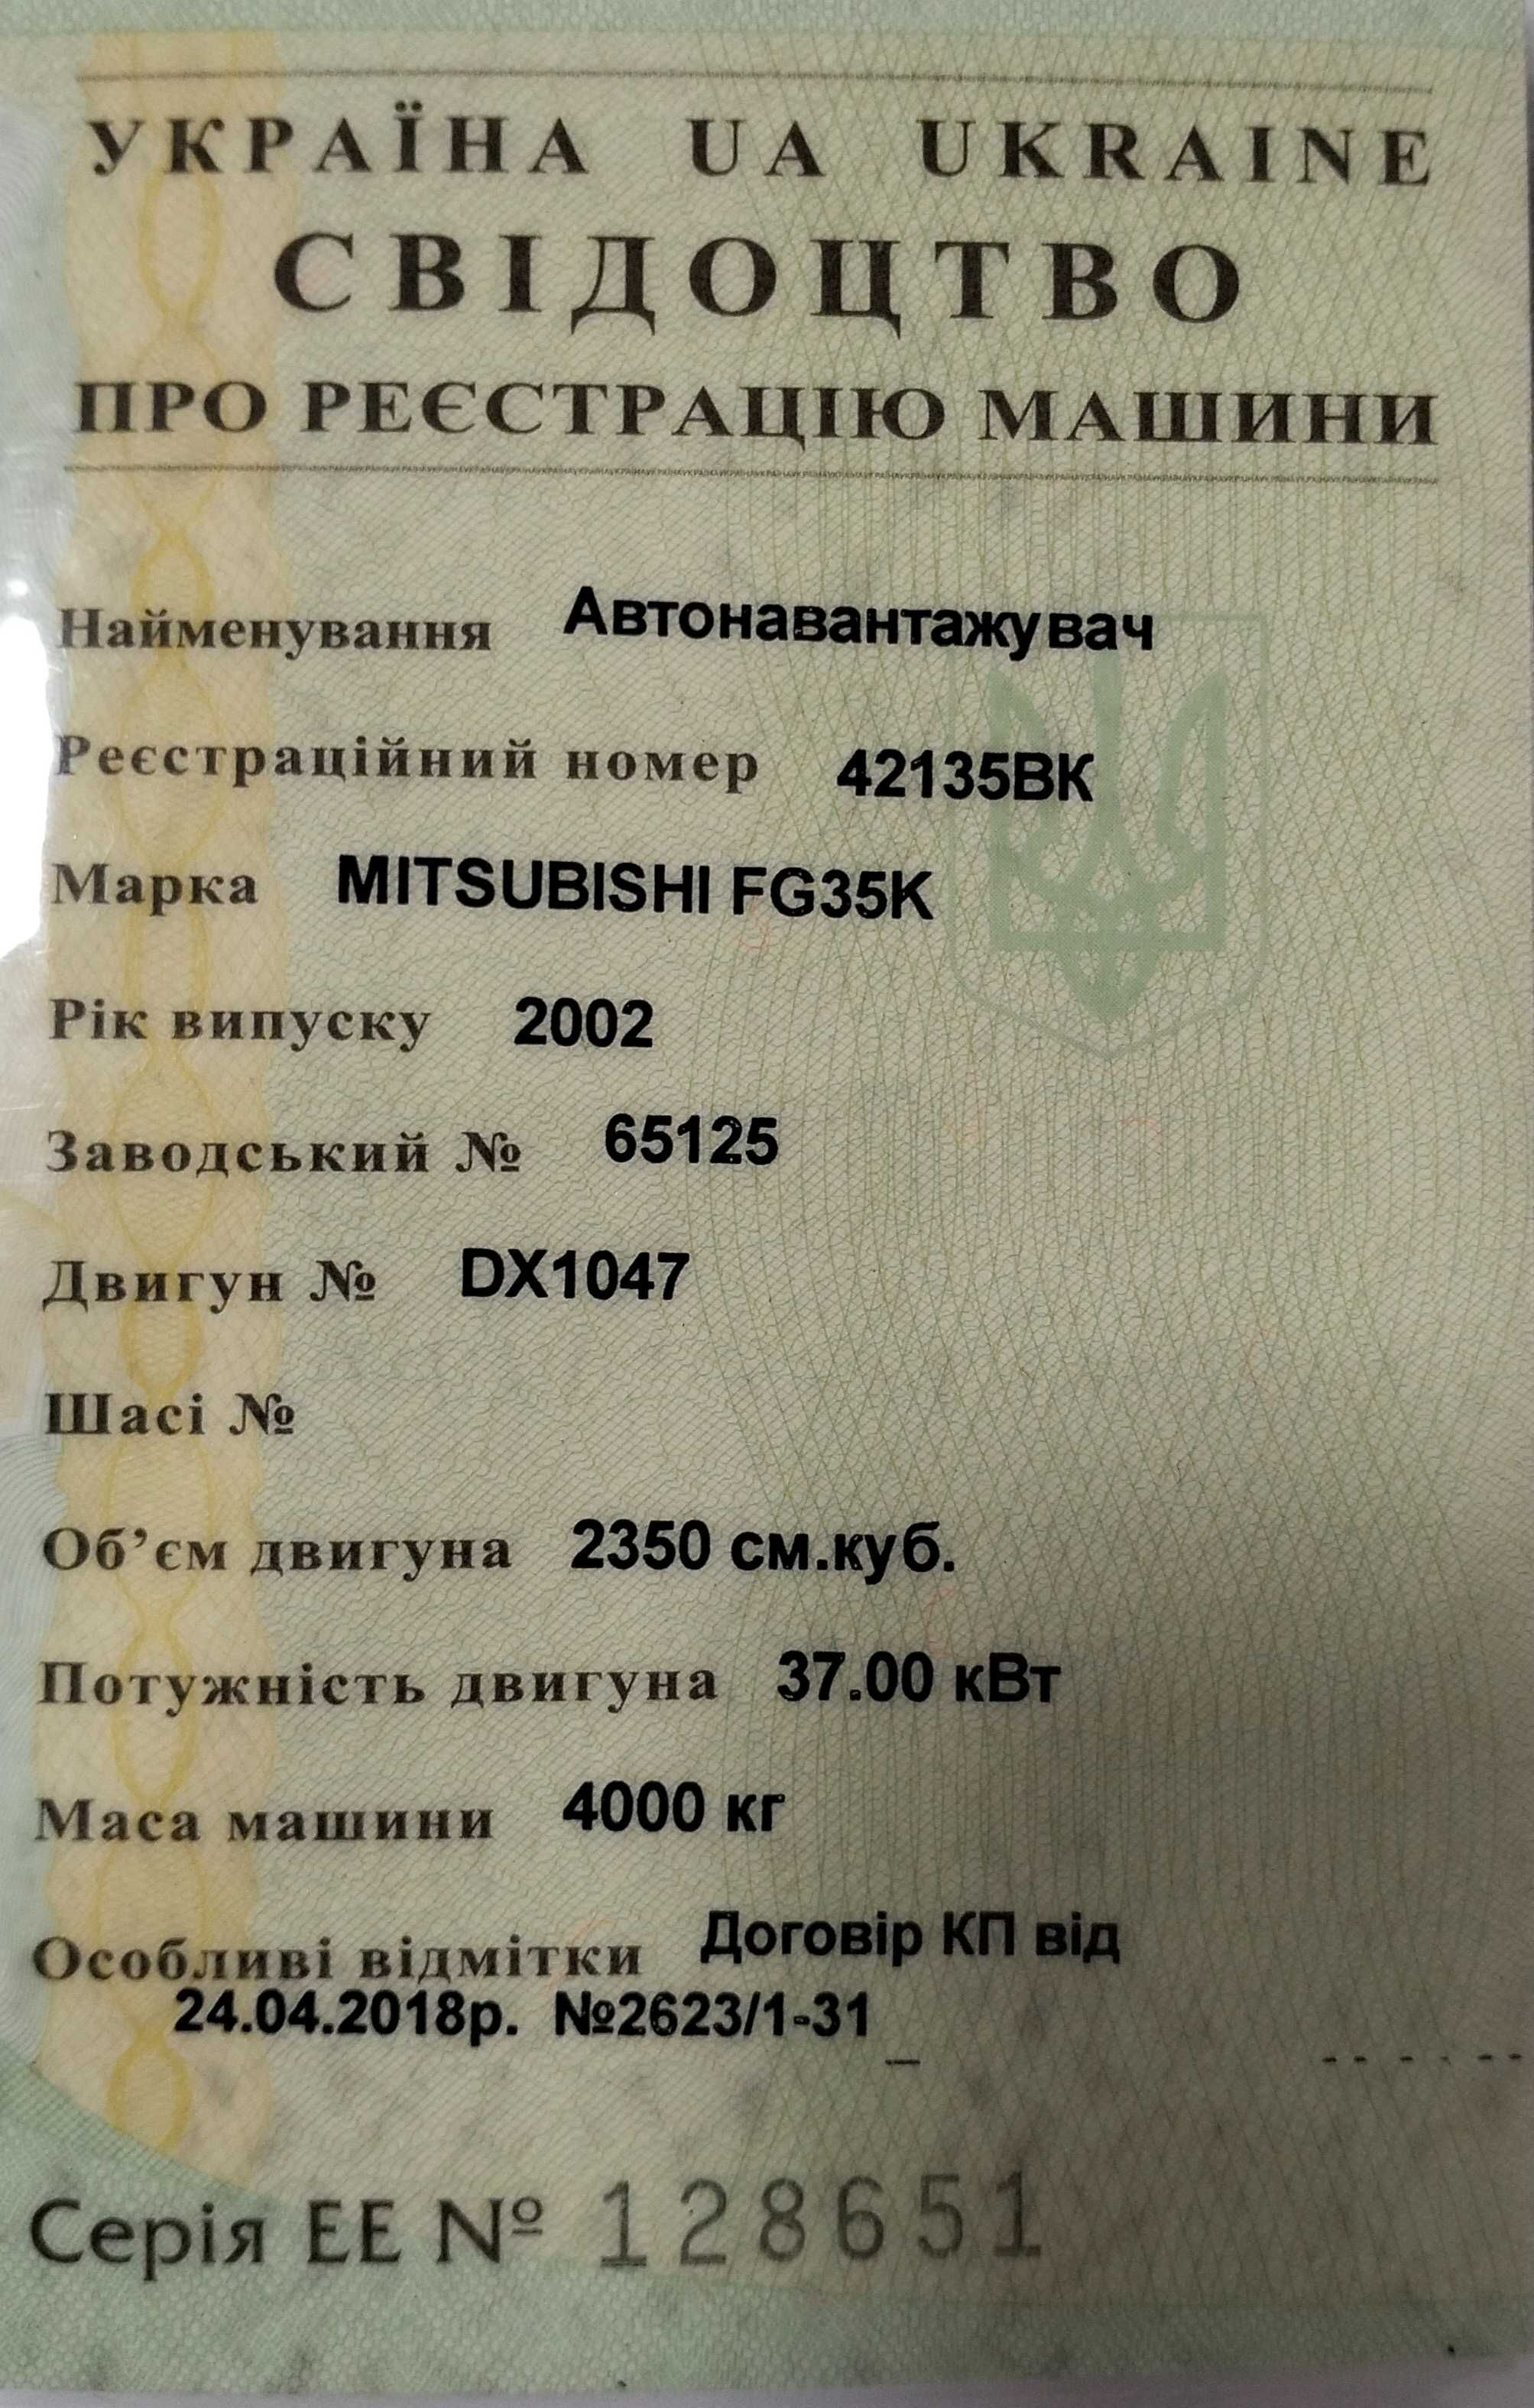 УКРАЇНА UA UKRAINE
СВІДОЦТВО
ПРО РЕЄСТРАЦІЮ МАШИНИ
Найменування Автонавантажувач
Реєстраційний номер 42135ВК
Марка MITSUBISHI FG35K
Рік випуску 2002
Заводський № 65125
Двигун № DX1047
Шасі №
Об’єм двигуна 2350 см.куб.
Потужність двигуна 37.00 кВт
Маса машини 4000 кг
Особливі відмітки Договір КП від
24.04.2018р. №2623/1-31
Серія ЕЕ № 128651